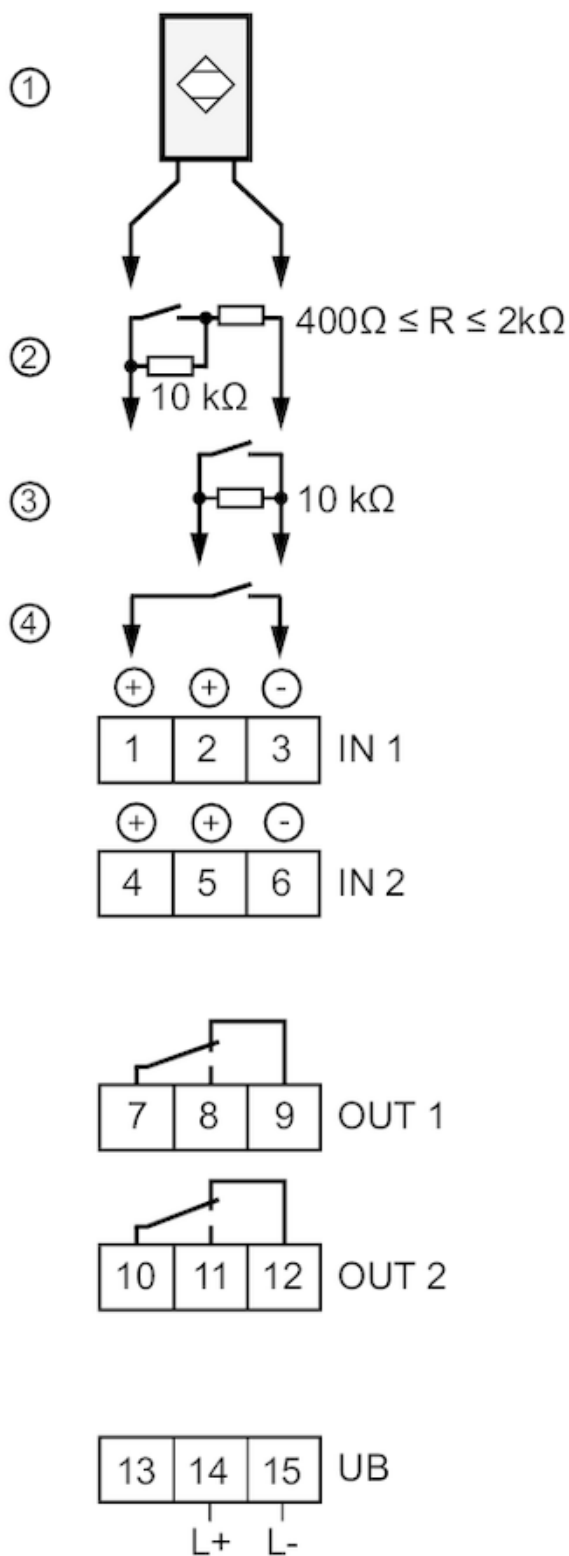 ①
400Ω ≤ R ≤ 2kΩ
②
10 kΩ
③ 10 kΩ
④
+ + -
1 2 3 IN 1
+ + -
4 5 6 IN 2
7 8 9 OUT 1
10 11 12 OUT 2
13 14 15 UB
L+ L-